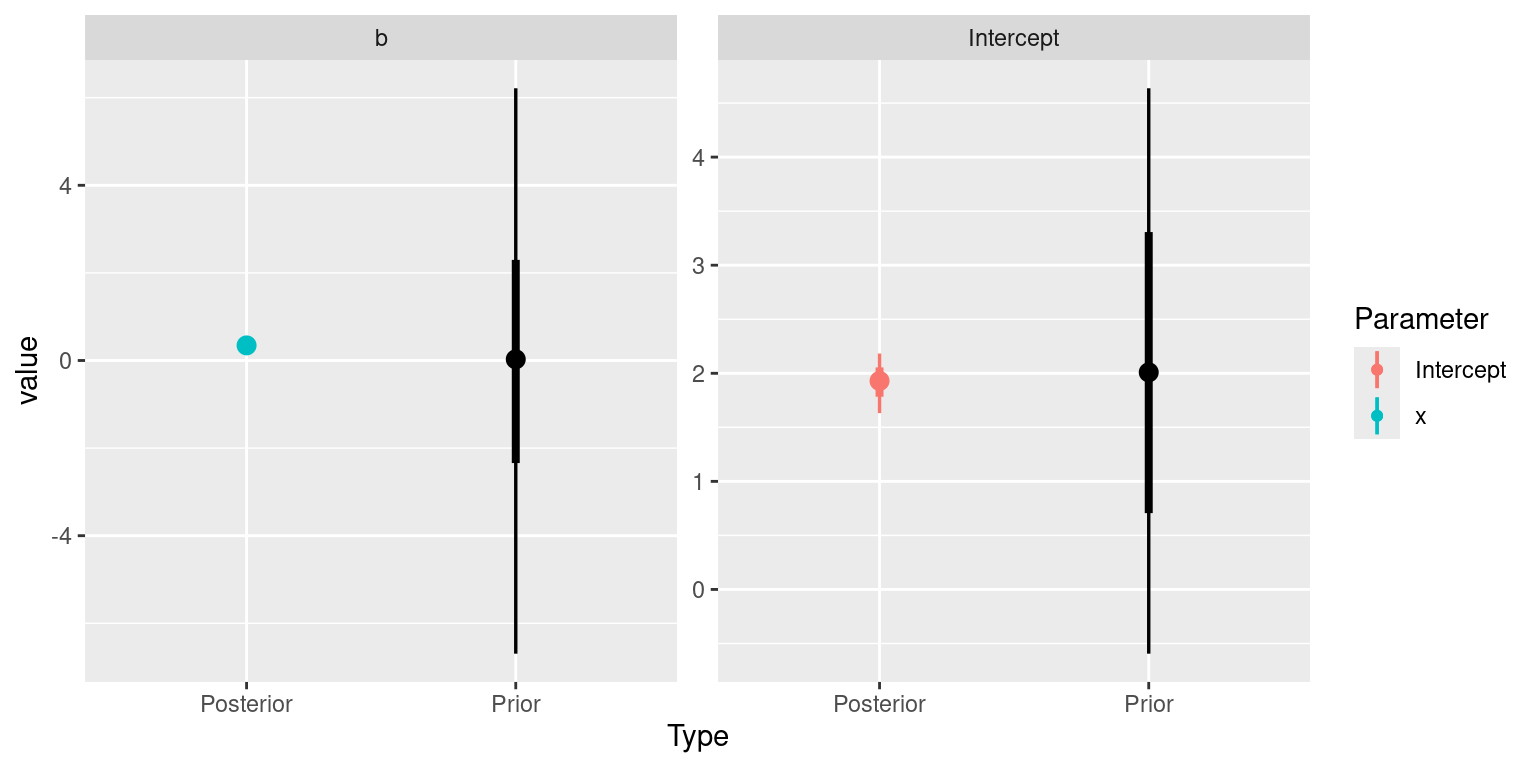 b
Intercept
value
4
0
-4
4
3
2
1
0
Posterior
Prior
Posterior
Prior
Type
Parameter
Intercept
x